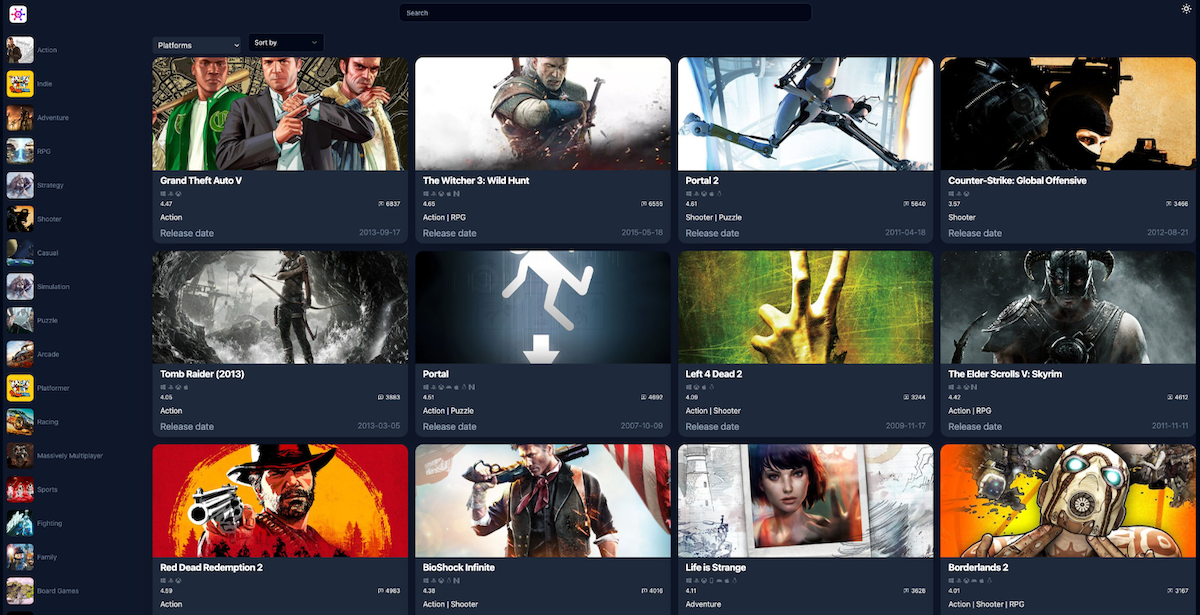 Search
Platforms
Sort by
Action
Indie
Adventure
RPG
Strategy
Shooter
Casual
Simulation
Puzzle
Arcade
Platformer
Racing
Massively Multiplayer
Sports
Fighting
Family
Board Games
Grand Theft Auto V
4.47 6837
Action
Release date 2013-09-17
The Witcher 3: Wild Hunt
4.65 6555
Action | RPG
Release date 2015-05-18
Portal 2
4.61 5640
Shooter | Puzzle
Release date 2011-04-18
Counter-Strike: Global Offensive
3.57 3466
Shooter
Release date 2012-08-21
Tomb Raider (2013)
4.05 3883
Action
Release date 2013-03-05
Portal
4.51 4692
Action | Puzzle
Release date 2007-10-09
Left 4 Dead 2
4.09 3244
Action | Shooter
Release date 2009-11-17
The Elder Scrolls V: Skyrim
4.42 4612
Action | RPG
Release date 2011-11-11
Red Dead Redemption 2
4.59 4963
Action
BioShock Infinite
4.38 4016
Action | Shooter
Life is Strange
4.11 3628
Adventure
Borderlands 2
4.01 3167
Action | Shooter | RPG